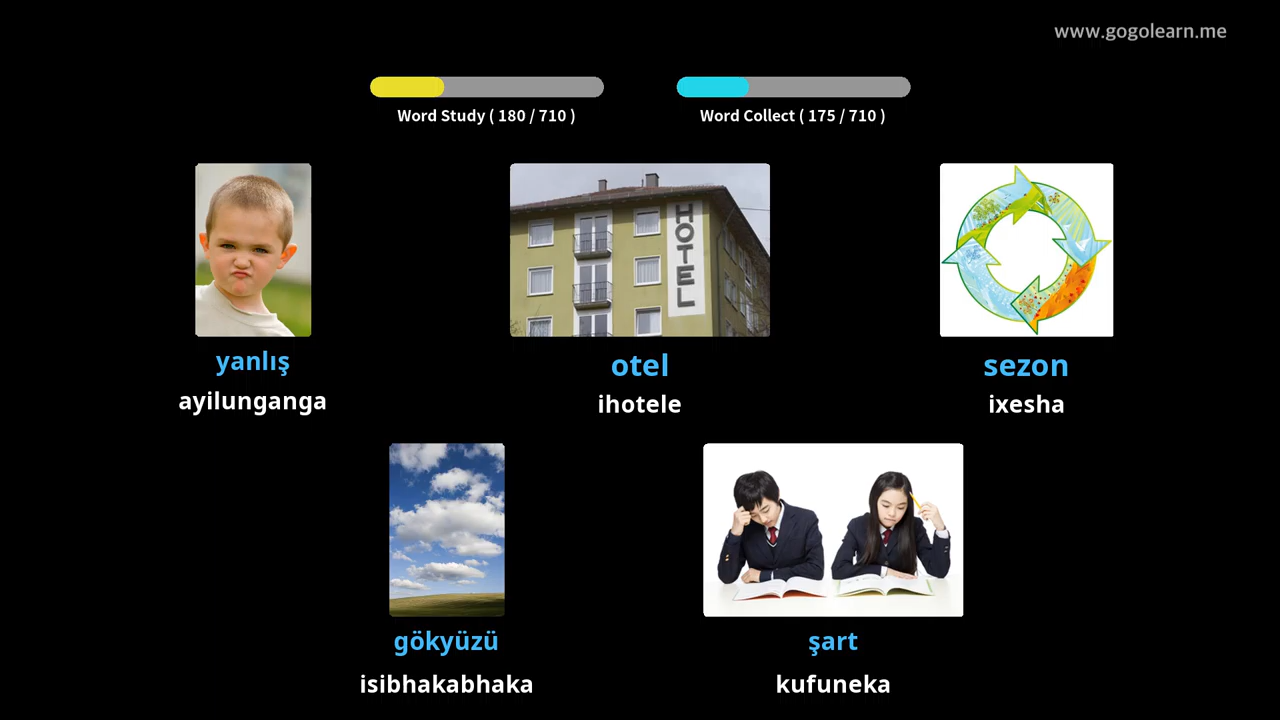 www.gogolearn.me
Word Study ( 180 / 710 )
Word Collect ( 175 / 710 )
HOTEL
yanlış
ayilunganga
otel
ihotele
sezon
ixesha
gökyüzü
isibhakabhaka
şart
kufuneka